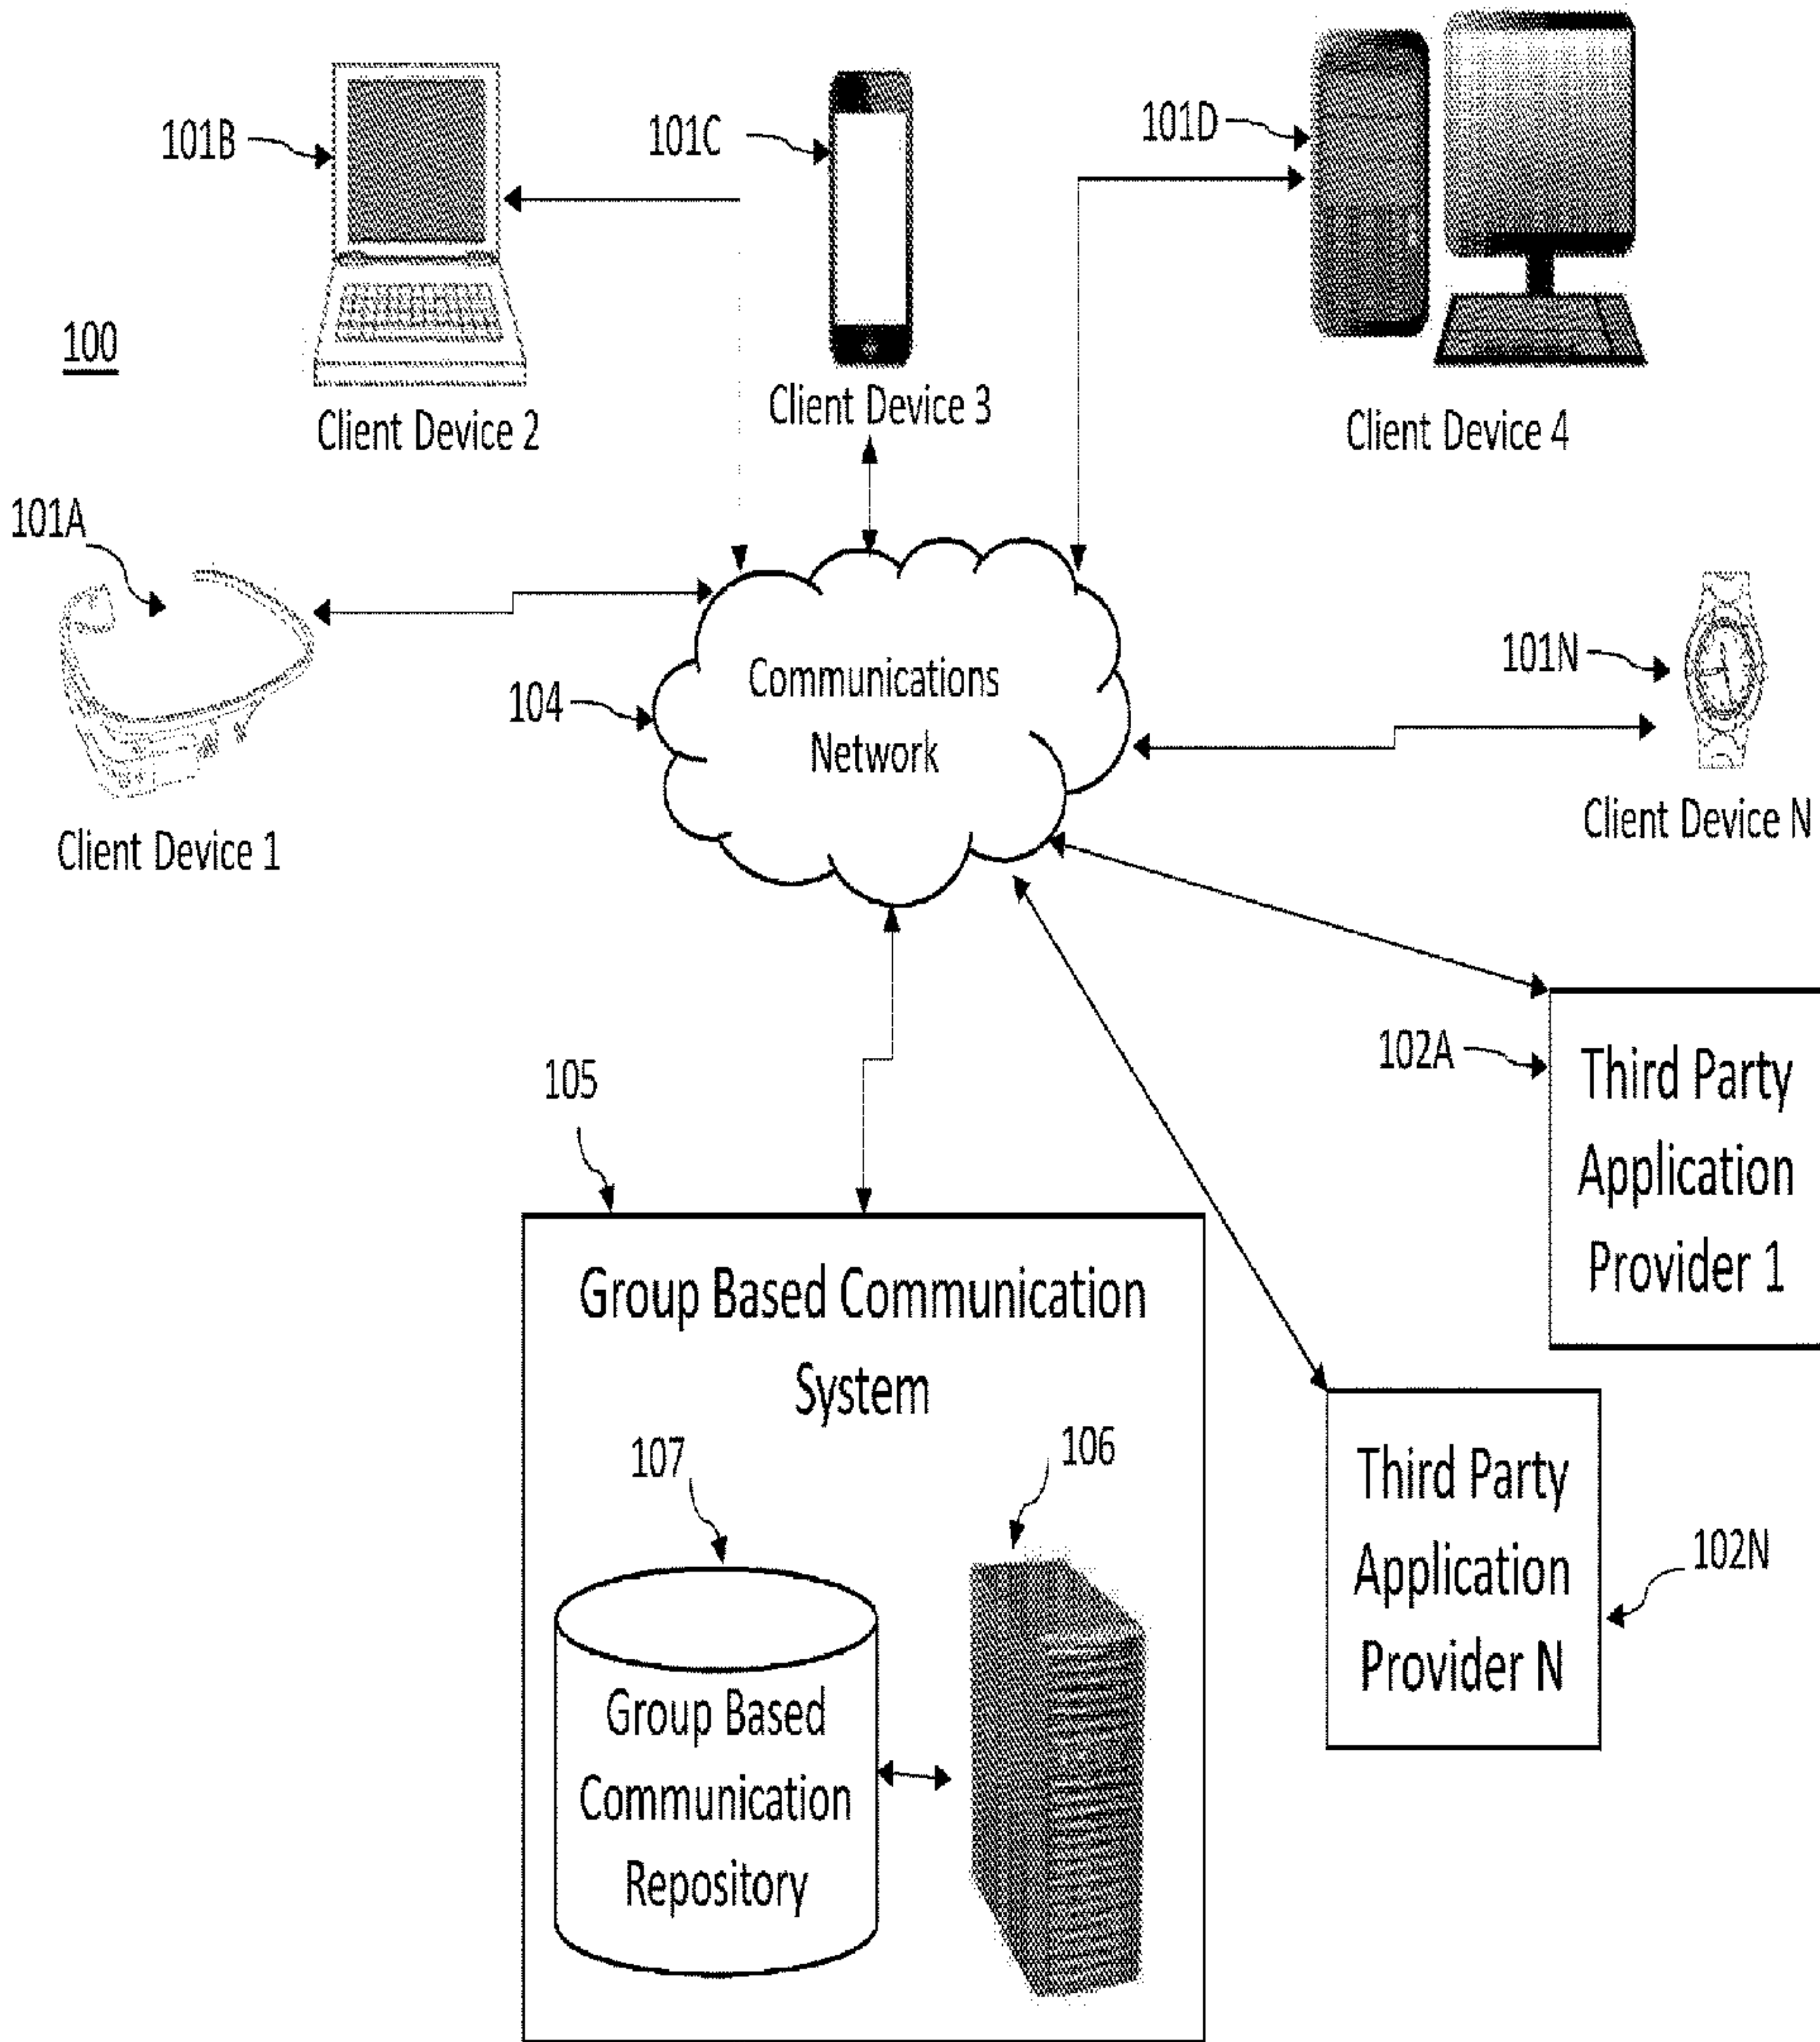 101B
101C
101D
100
Client Device 2
Client Device 3
Client Device 4
101A
101N
Communications
Network
104
Client Device 1
Client Device N
102A
Third Party
Application
Provider 1
105
Group Based Communication
System
107
106
Third Party
Application
Provider N
102N
Group Based
Communication
Repository